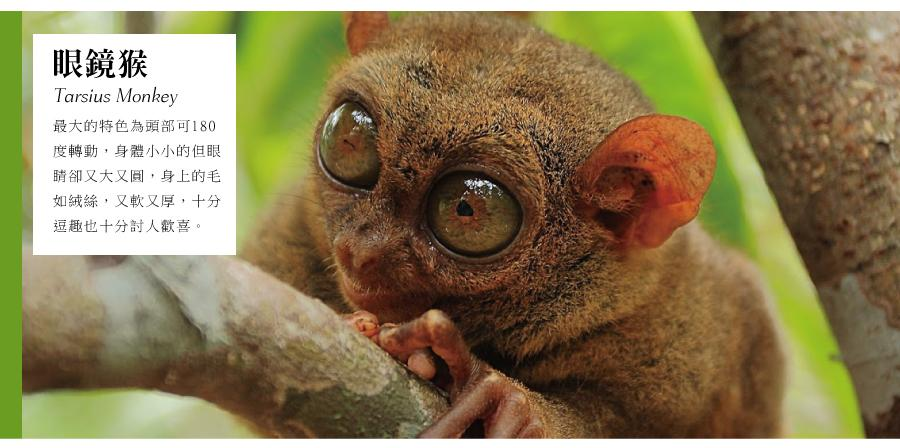 眼鏡猴
Tarsius Monkey
最大的特色為頭部可180
度轉動，身體小小的但眼
睛卻又大又圓，身上的毛
如絨絲，又軟又厚，十分
逗趣也十分討人歡喜。